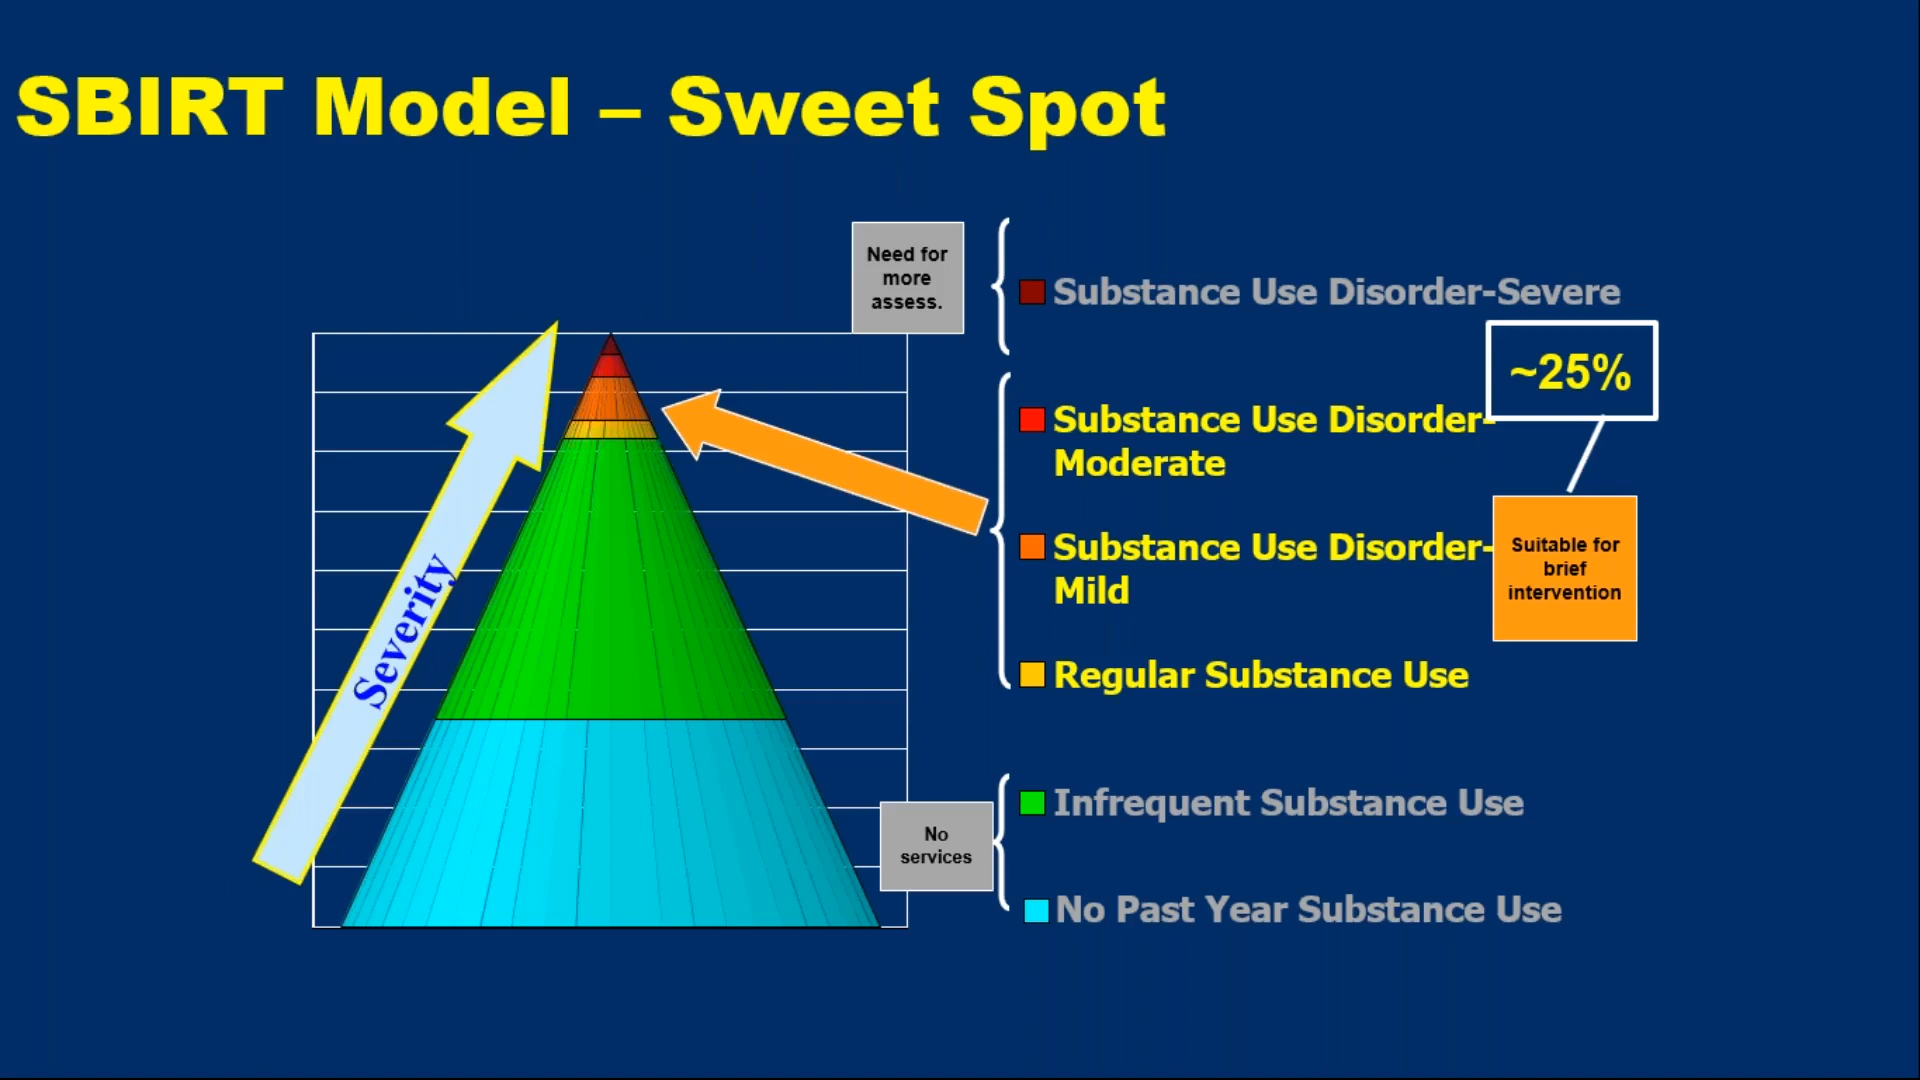 SBIRT Model – Sweet Spot
Need for
more
assess.
Substance Use Disorder-Severe
~25%
Substance Use Disorder-
Moderate
Substance Use Disorder-
Mild
Suitable for
brief
intervention
Severity
Regular Substance Use
Infrequent Substance Use
No
services
No Past Year Substance Use